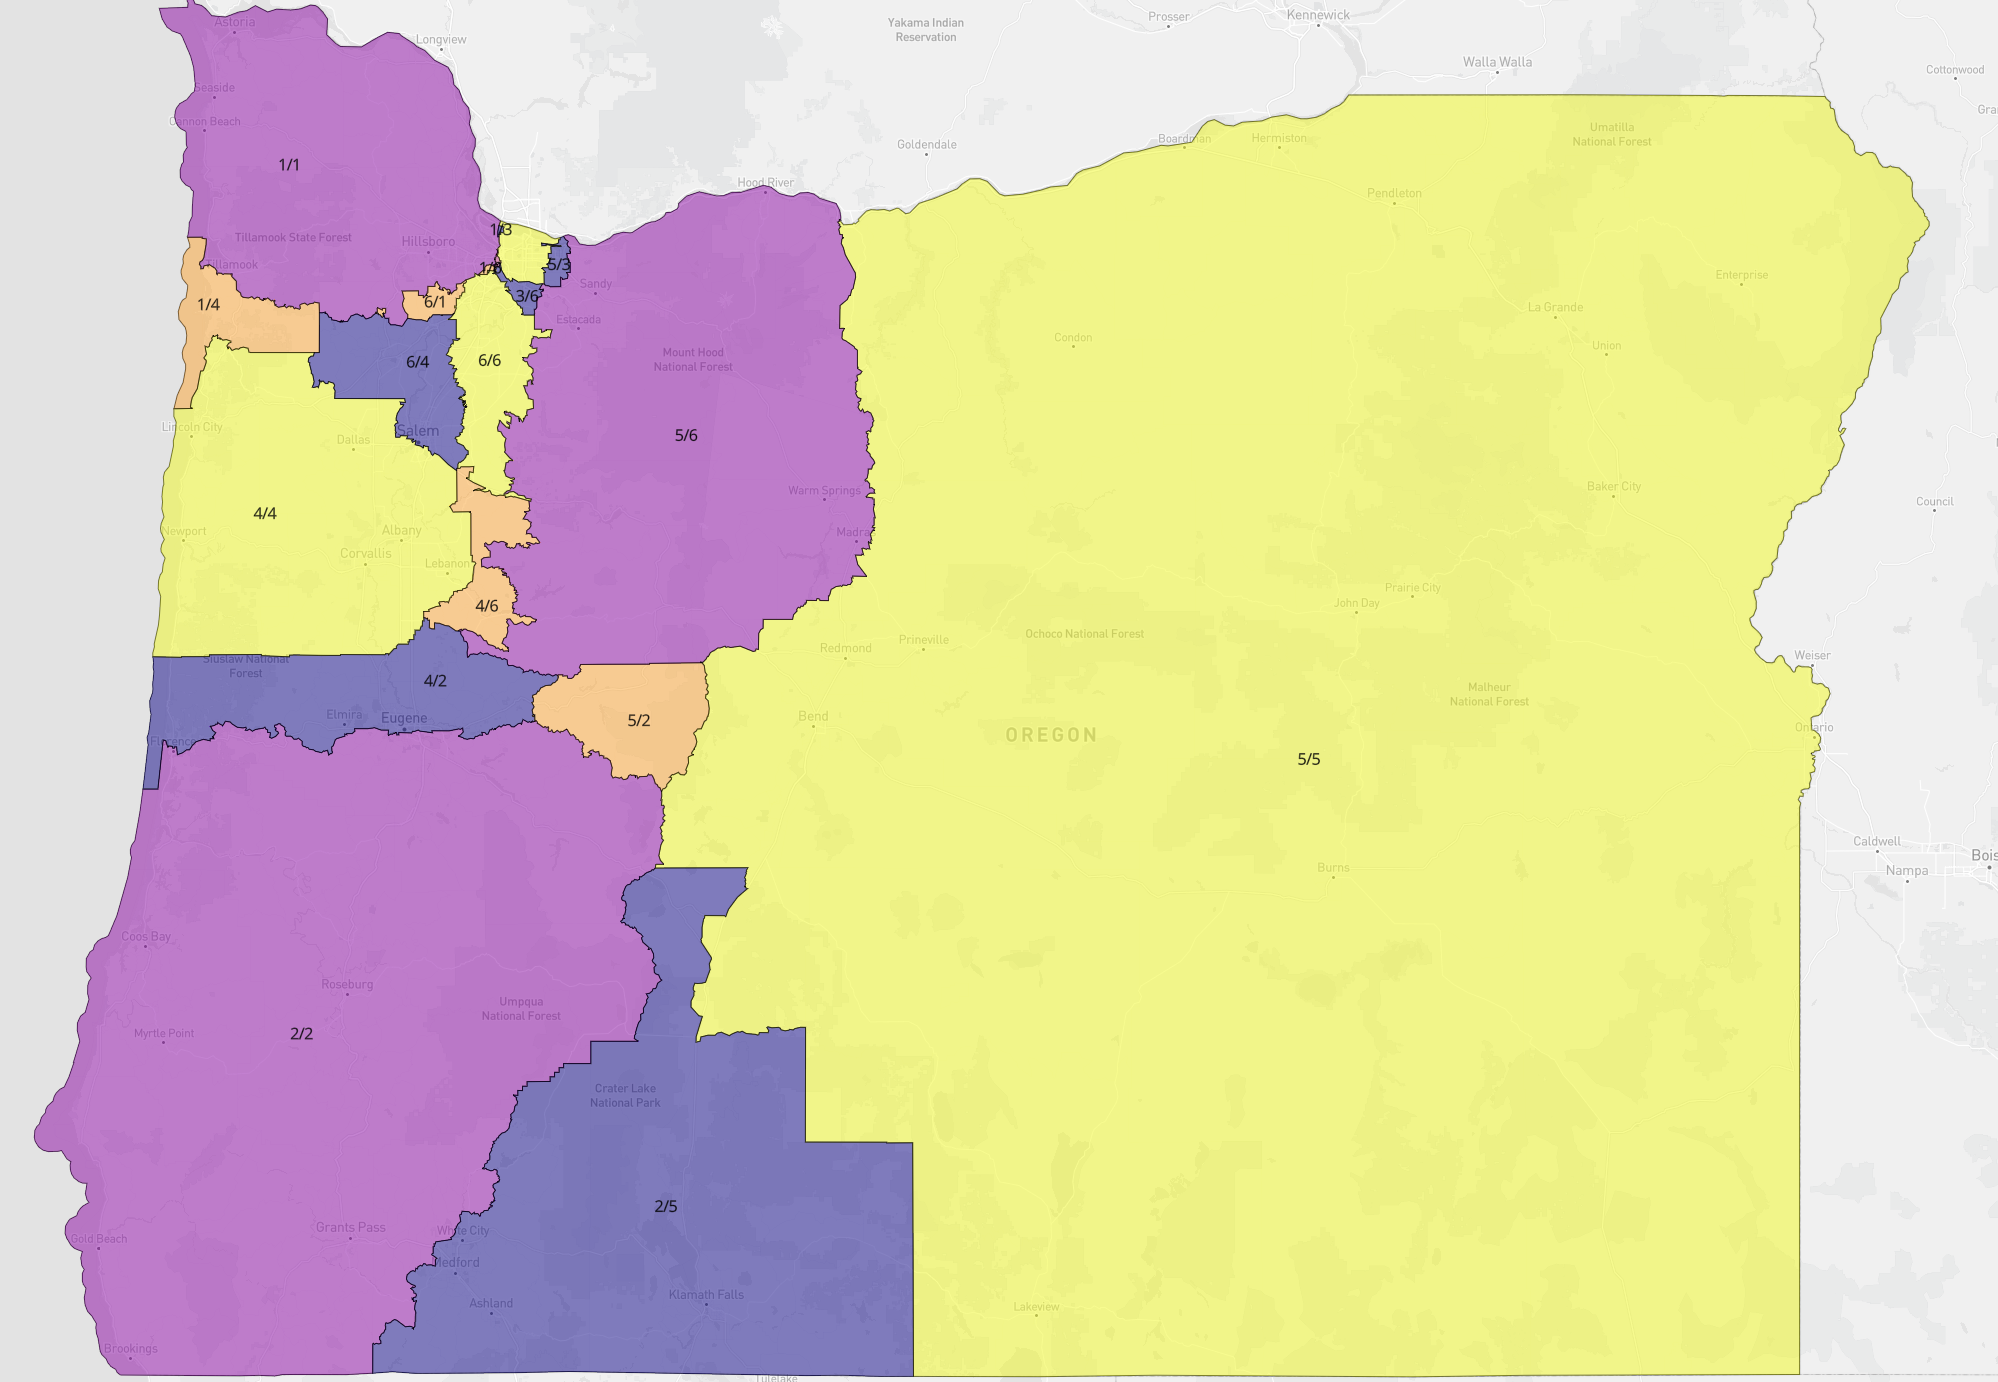 Astoria
Longview
Yakama Indian
Reservation
Prosser
Kennewick
Walla Walla
Cottonwood
Seaside
Cannon Beach
1/1
Goldendale
Boardman
Hermiston
Umatilla
National Forest
Hood River
Pendleton
1/3
Tillamook State Forest
Hillsboro
Tillamook
5/3
Sandy
Enterprise
1/4
6/1
3/6
La Grande
Estacada
Condon
Union
6/4
6/6
Mount Hood
National Forest
Lincoln City
Salem
Dallas
5/6
Warm Springs
Baker City
Council
4/4
Newport
Albany
Madras
Corvallis
Lebanon
4/6
Prairie City
John Day
Redmond
Prineville
Ochoco National Forest
Weiser
Siuslaw National
Forest
4/2
Malheur
National Forest
Elmira
Eugene
5/2
Bend
OREGON
Ontario
Florence
5/5
Caldwell
Nampa
Burns
Coos Bay
Roseburg
Umpqua
National Forest
2/2
Myrtle Point
Crater Lake
National Park
2/5
Grants Pass
White City
Gold Beach
Medford
Klamath Falls
Ashland
Lakeview
Brookings
Tulelake